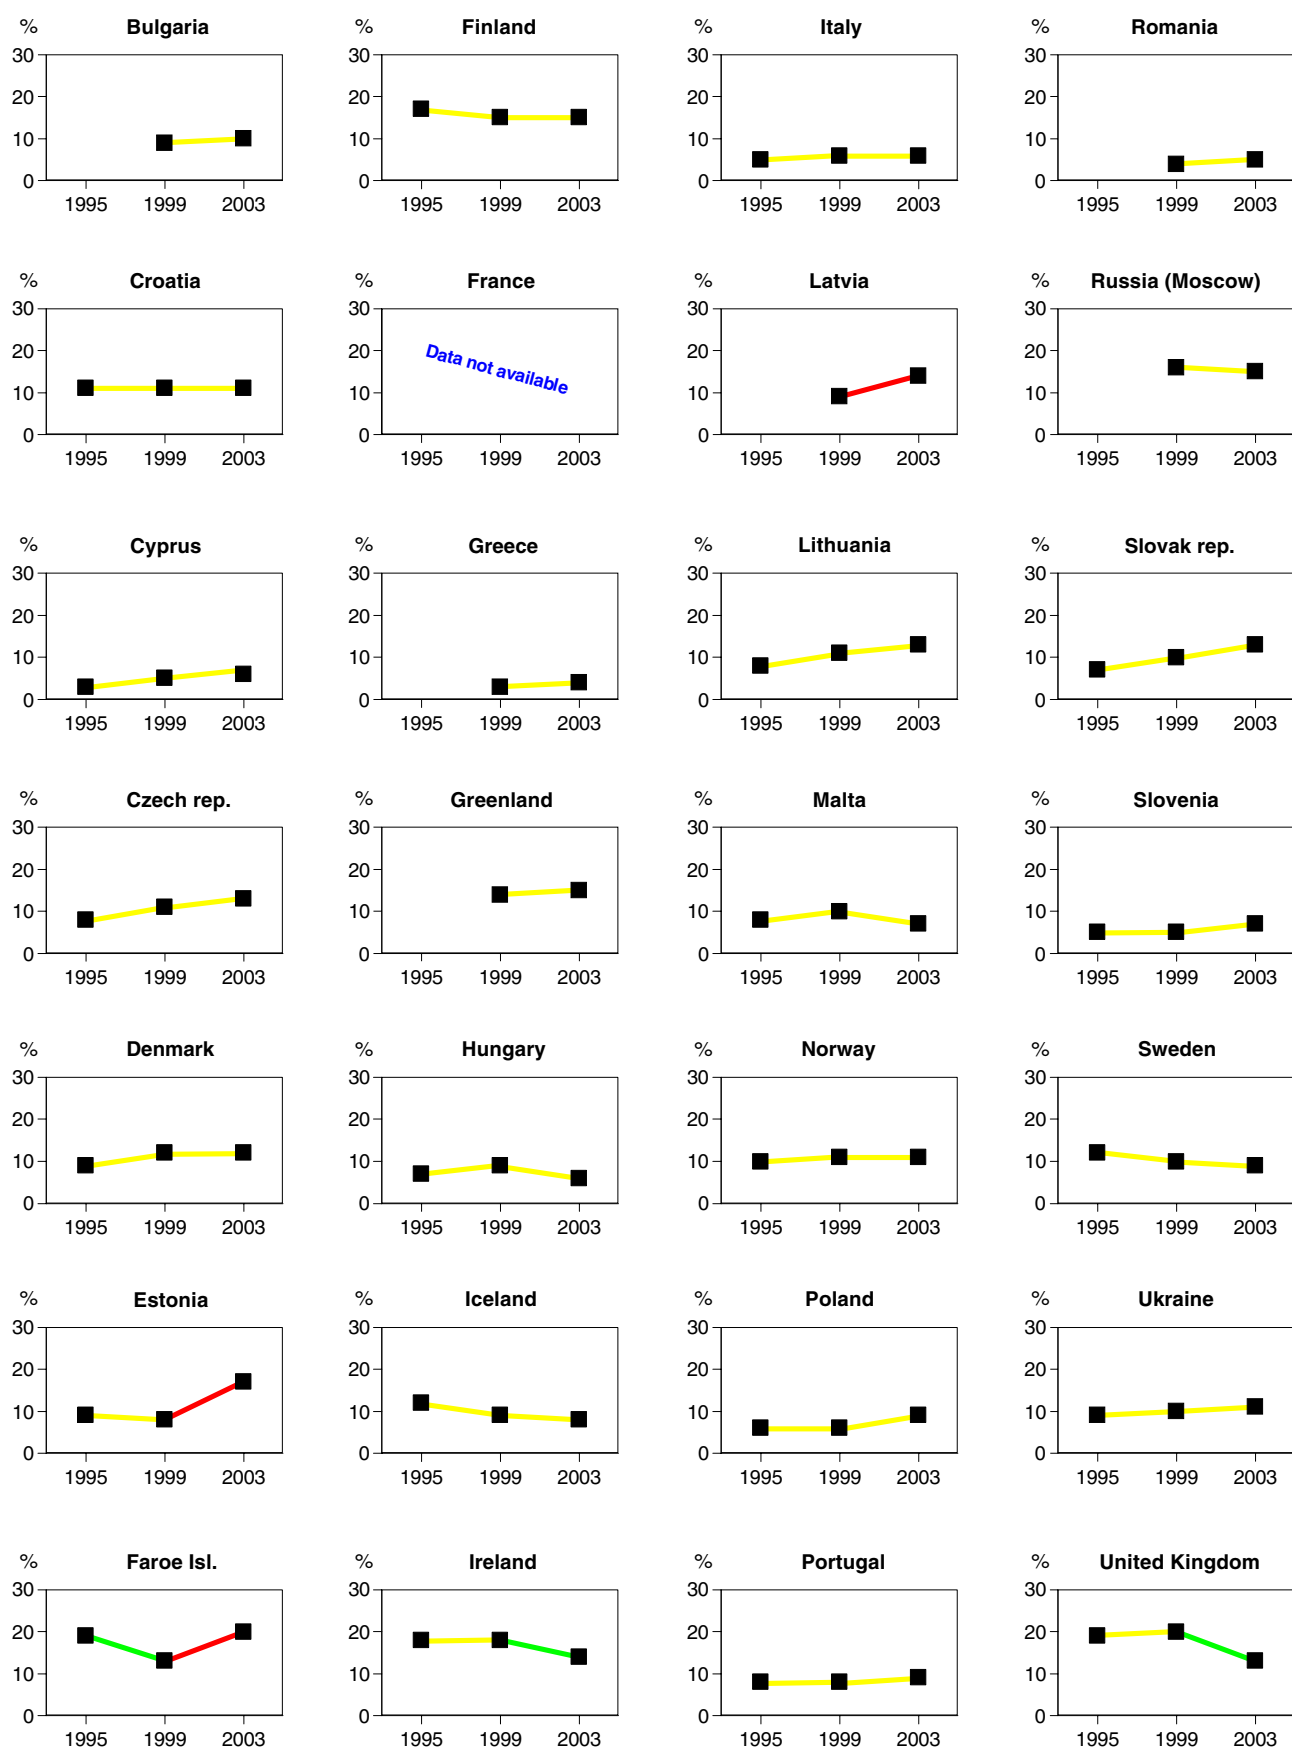 % Bulgaria % Finland % Italy % Romania
30 30 30 30
20 20 20 20
10 10 10 10
0 0 0 0
1995 1999 2003 1995 1999 2003 1995 1999 2003 1995 1999 2003
% Croatia % France % Latvia % Russia (Moscow)
30 30 30 30
20 20 20 20
Data not available
10 10 10 10
0 0 0 0
1995 1999 2003 1995 1999 2003 1995 1999 2003 1995 1999 2003
% Cyprus % Greece % Lithuania % Slovak rep.
30 30 30 30
20 20 20 20
10 10 10 10
0 0 0 0
1995 1999 2003 1995 1999 2003 1995 1999 2003 1995 1999 2003
% Czech rep. % Greenland % Malta % Slovenia
30 30 30 30
20 20 20 20
10 10 10 10
0 0 0 0
1995 1999 2003 1995 1999 2003 1995 1999 2003 1995 1999 2003
% Denmark % Hungary % Norway % Sweden
30 30 30 30
20 20 20 20
10 10 10 10
0 0 0 0
1995 1999 2003 1995 1999 2003 1995 1999 2003 1995 1999 2003
% Estonia % Iceland % Poland % Ukraine
30 30 30 30
20 20 20 20
10 10 10 10
0 0 0 0
1995 1999 2003 1995 1999 2003 1995 1999 2003 1995 1999 2003
% Faroe Isl. % Ireland % Portugal % United Kingdom
30 30 30 30
20 20 20 20
10 10 10 10
0 0 0 0
1995 1999 2003 1995 1999 2003 1995 1999 2003 1995 1999 2003